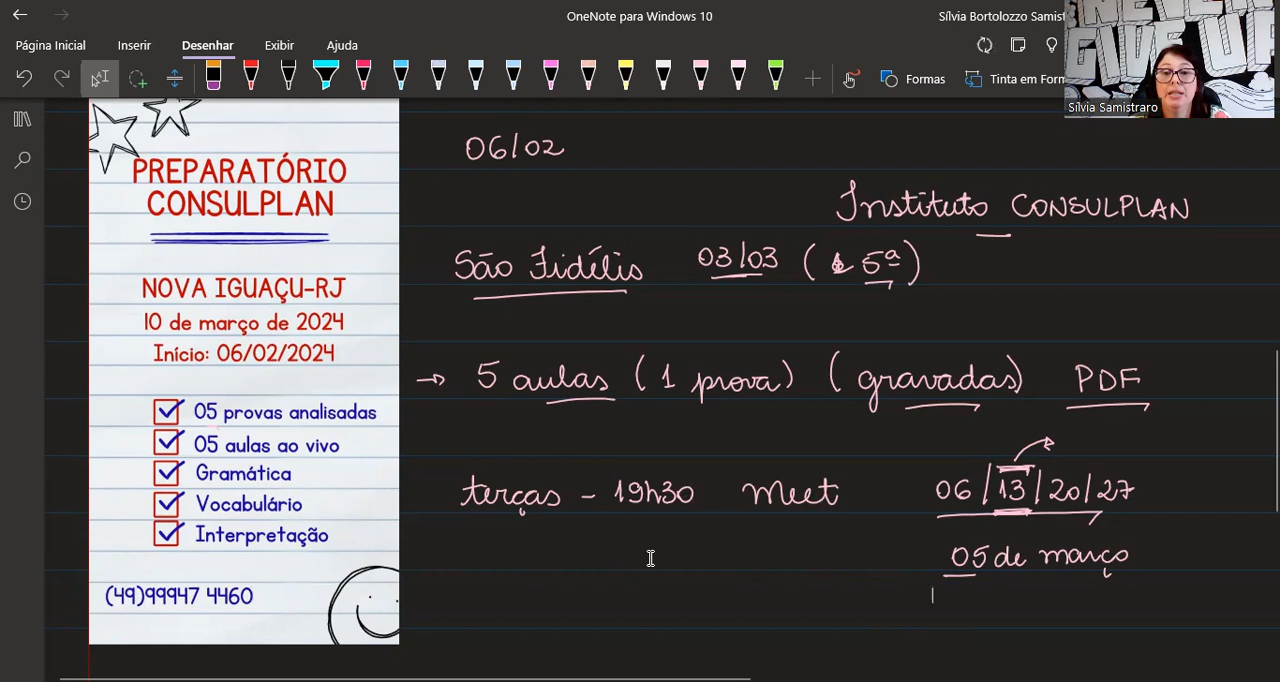 OneNote para Windows 10
Sílvia Bortolozzo Samist
Página Inicial Inserir Desenhar Exibir Ajuda
Formas Tinta em Form
NEVER
GIVE UP
Sílvia Samistraro
PREPARATÓRIO
CONSULPLAN
NOVA IGUAÇU-RJ
10 de março de 2024
Início: 06/02/2024
05 provas analisadas
05 aulas ao vivo
Gramática
Vocabulário
Interpretação
(49)99947 4460
06/02
Instituto CONSULPLAN
São Fidélis 03/03 ( 5ª)
→ 5 aulas (1 prova) (gravadas) PDF
terças - 19h30 Meet 06/13/20/27
05 de março